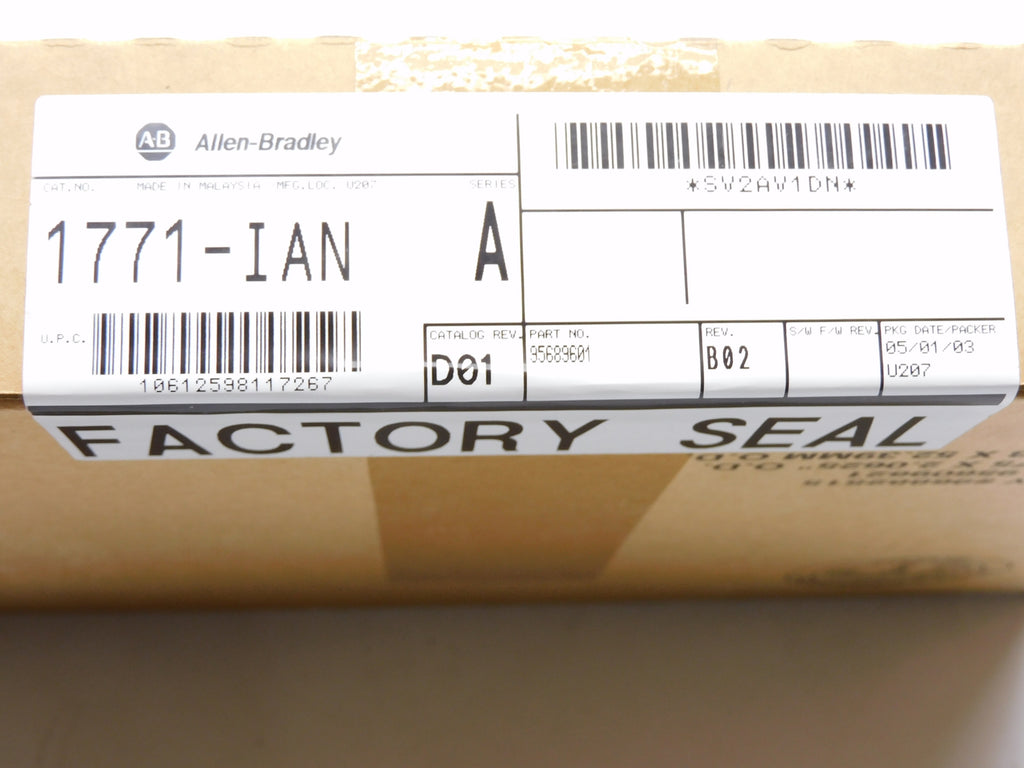 A-B Allen-Bradley
*SV2AV1DN*
CAT.NO. MADE IN MALAYSIA MFG.LOC. U207 SERIES
1771-IAN A
U.P.C.
10612598117267
CATALOG REV.
D01
PART NO.
95689601
REV.
B02
S/W F/W REV.
PKG DATE/PACKER
05/01/03
U207
FACTORY SEAL